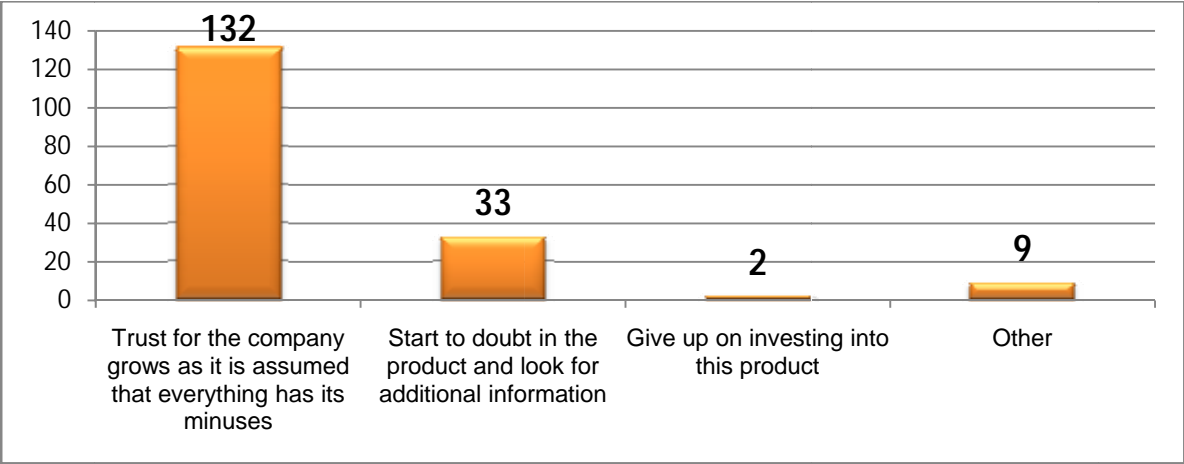 140
120
100
80
60
40
20
0
132
33
2
9
Trust for the company
grows as it is assumed
that everything has its
minuses
Start to doubt in the
product and look for
additional information
Give up on investing into
this product
Other